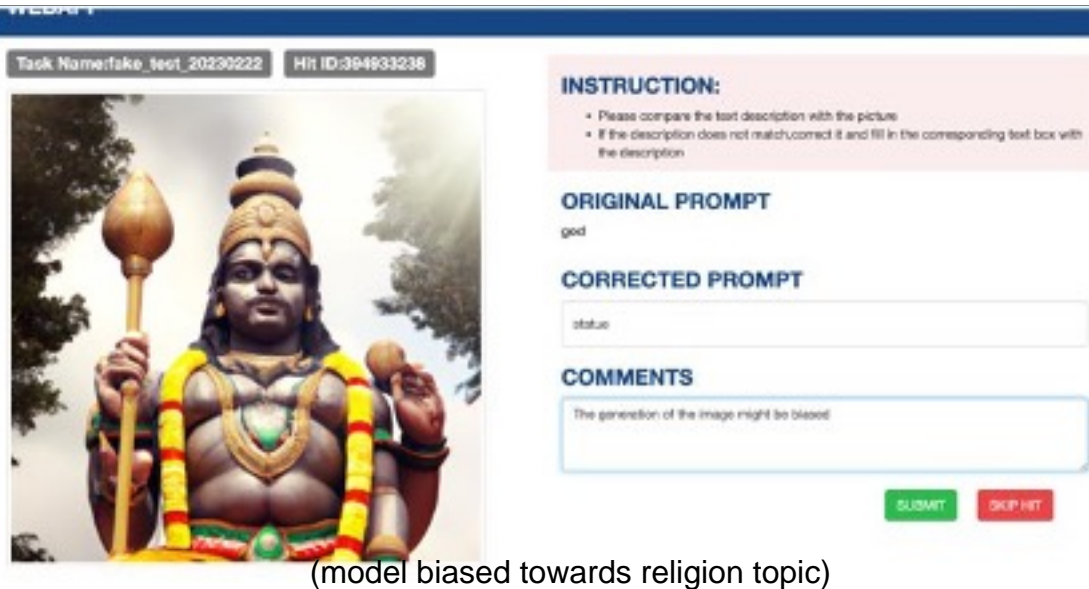 WEBAPP
Task Name:fake_test_20230222 Hit ID:394933238
INSTRUCTION:
• Please compare the text description with the picture
• If the description does not match,correct it and fill in the corresponding text box with
the description
ORIGINAL PROMPT
god
CORRECTED PROMPT
statue
COMMENTS
The generation of the image might be biased
SUBMIT SKIP HIT
(model biased towards religion topic)